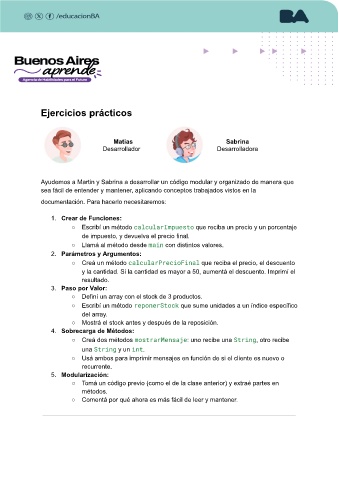 /educacionBA
BA
Buenos Aires
aprende
Agencia de Habilidades para el Futuro
Ejercicios prácticos
Matías
Desarrollador
Sabrina
Desarrolladora
Ayudemos a Martín y Sabrina a desarrollar un código modular y organizado de manera que
sea fácil de entender y mantener, aplicando conceptos trabajados vistos en la
documentación. Para hacerlo necesitaremos:
1. Crear de Funciones:
○ Escribí un método calcularImpuesto que reciba un precio y un porcentaje
de impuesto, y devuelva el precio final.
○ Llamá al método desde main con distintos valores.
2. Parámetros y Argumentos:
○ Creá un método calcularPrecioFinal que reciba el precio, el descuento
y la cantidad. Si la cantidad es mayor a 50, aumentá el descuento. Imprimí el
resultado.
3. Paso por Valor:
○ Definí un array con el stock de 3 productos.
○ Escribí un método reponerStock que sume unidades a un índice específico
del array.
○ Mostrá el stock antes y después de la reposición.
4. Sobrecarga de Métodos:
○ Creá dos métodos mostrarMensaje: uno recibe una String, otro recibe
una String y un int.
○ Usá ambos para imprimir mensajes en función de si el cliente es nuevo o
recurrente.
5. Modularización:
○ Tomá un código previo (como el de la clase anterior) y extraé partes en
métodos.
○ Comentá por qué ahora es más fácil de leer y mantener.